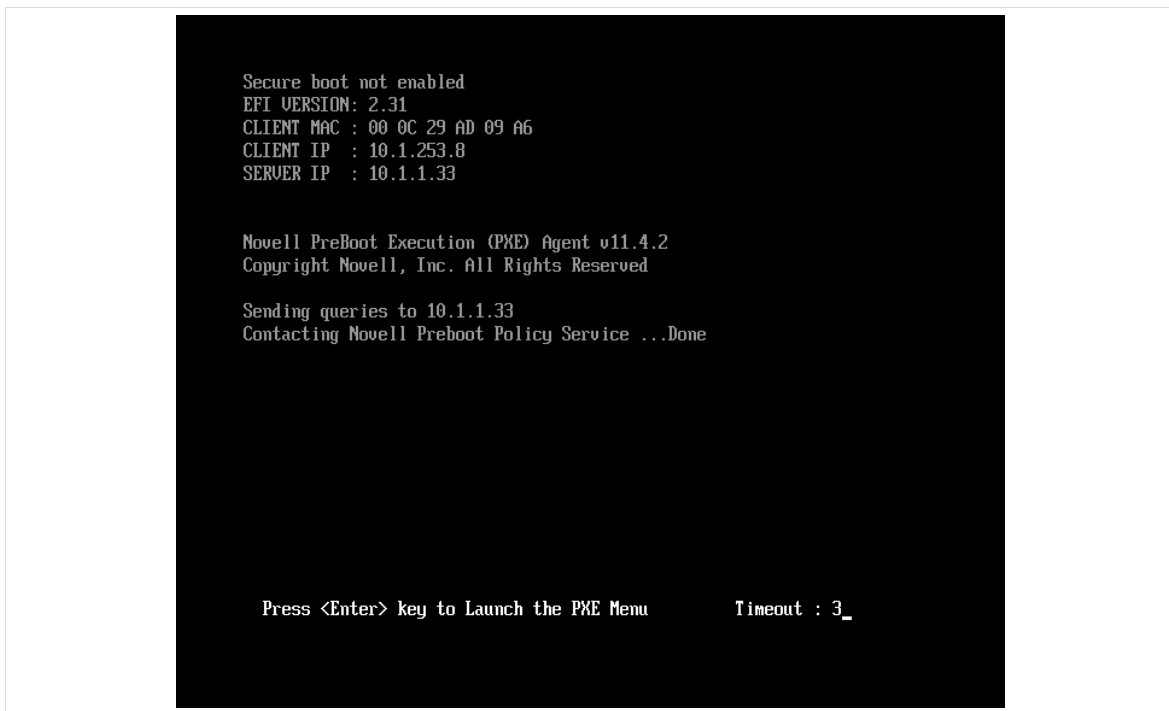 Secure boot not enabled
EFI VERSION: 2.31
CLIENT MAC : 00 0C 29 AD 09 A6
CLIENT IP  : 10.1.253.8
SERVER IP  : 10.1.1.33
Novell PreBoot Execution (PXE) Agent v11.4.2
Copyright Novell, Inc. All Rights Reserved
Sending queries to 10.1.1.33
Contacting Novell Preboot Policy Service ...Done
Press <Enter> key to Launch the PXE Menu Timeout : 3_